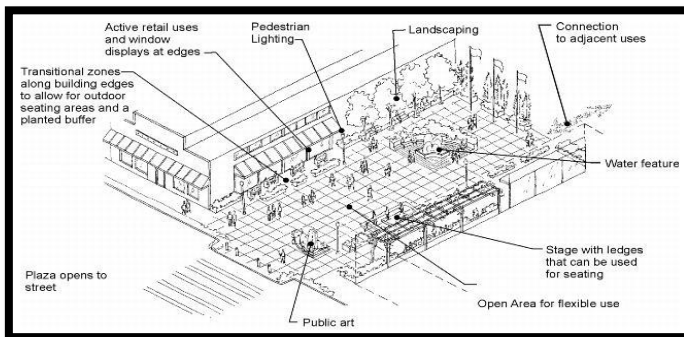 Active retail uses
and window
displays at edges
Pedestrian
Lighting
Landscaping
Connection
to adjacent uses
Transitional zones
along building edges
to allow for outdoor
seating areas and a
planted buffer
Water feature
Stage with ledges
that can be used
for seating
Plaza opens to
street
Open Area for flexible use
Public art